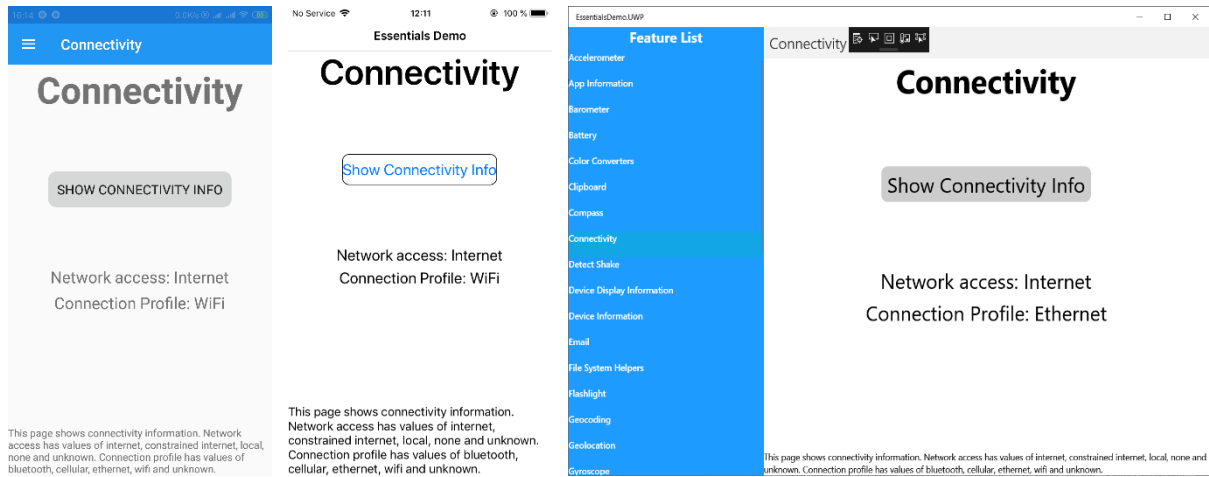 16:14 0.0K/s
Connectivity
Connectivity
SHOW CONNECTIVITY INFO
Network access: Internet
Connection Profile: WiFi
This page shows connectivity information. Network
access has values of internet, constrained internet, local,
none and unknown. Connection profile has values of
bluetooth, cellular, ethernet, wifi and unknown.
No Service 12:11 100 %
Essentials Demo
Connectivity
Show Connectivity Info
Network access: Internet
Connection Profile: WiFi
This page shows connectivity information.
Network access has values of internet,
constrained internet, local, none and unknown.
Connection profile has values of bluetooth,
cellular, ethernet, wifi and unknown.
EssentialsDemo.UWP
Feature List
Accelerometer
App Information
Barometer
Battery
Color Converters
Clipboard
Compass
Connectivity
Detect Shake
Device Display Information
Device Information
Email
File System Helpers
Flashlight
Geocoding
Geolocation
Gyroscope
Connectivity
Connectivity
Show Connectivity Info
Network access: Internet
Connection Profile: Ethernet
This page shows connectivity information. Network access has values of internet, constrained internet, local, none and
unknown. Connection profile has values of bluetooth, cellular, ethernet, wifi and unknown.